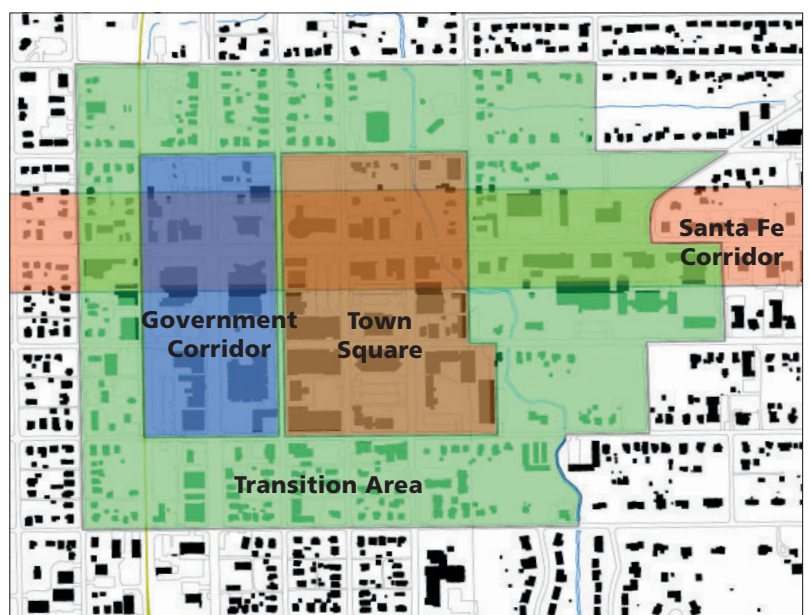 Santa Fe
Corridor
Government
Corridor
Town
Square
Transition Area